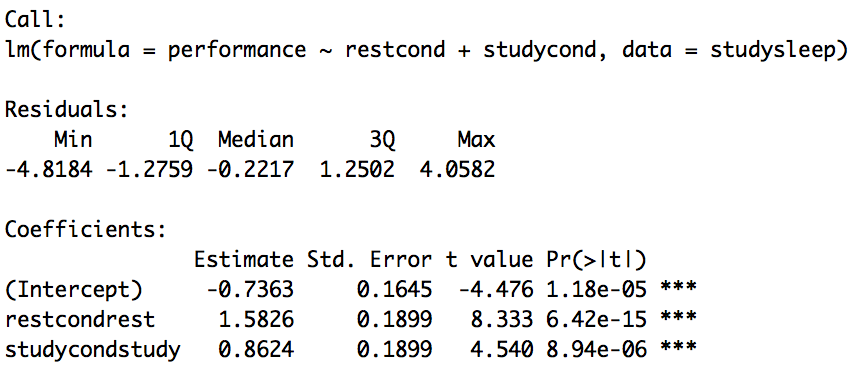 Call:
lm(formula = performance ~ restcond + studycond, data = studysleep)
Residuals:
Min 1Q Median 3Q Max
-4.8184 -1.2759 -0.2217 1.2502 4.0582
Coefficients:
Estimate Std. Error t value Pr(>|t|)
(Intercept) -0.7363 0.1645 -4.476 1.18e-05 ***
restcondrest 1.5826 0.1899 8.333 6.42e-15 ***
studycondstudy 0.8624 0.1899 4.540 8.94e-06 ***